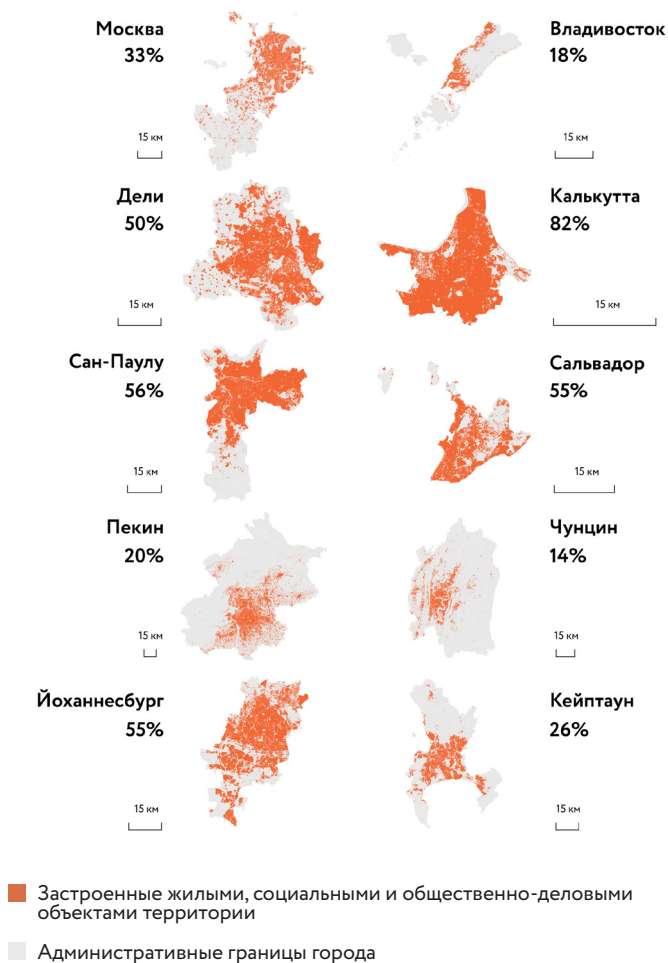 Москва
33%
15 км
Владивосток
18%
15 км
Дели
50%
15 км
Калькутта
82%
15 км
Сан-Паулу
56%
15 км
Сальвадор
55%
15 км
Пекин
20%
15 км
Чунцин
14%
15 км
Йоханнесбург
55%
15 км
Кейптаун
26%
15 км
Застроенные жилыми, социальными и общественно-деловыми
объектами территории
Административные границы города